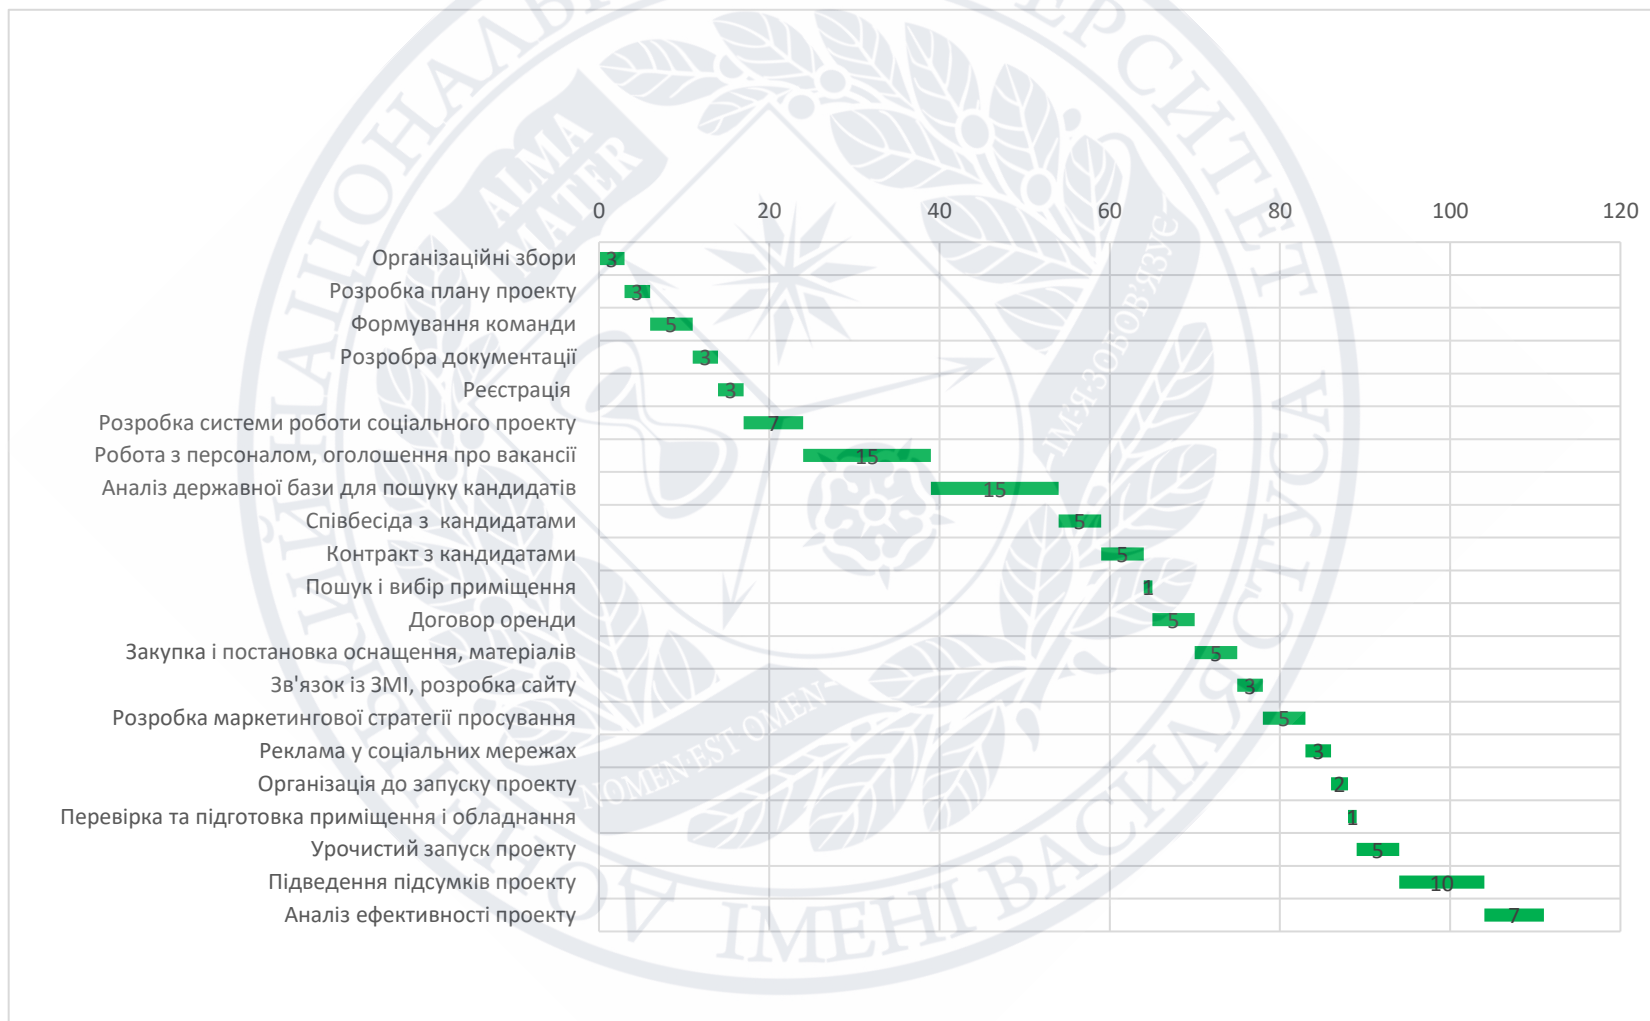 0 20 40 60 80 100 120
Організаційні збори 3
Розробка плану проекту 3
Формування команди 5
Розробра документації 3
Реєстрація 3
Розробка системи роботи соціального проекту 7
Робота з персоналом, оголошення про вакансії 15
Аналіз державної бази для пошуку кандидатів 15
Співбесіда з кандидатами 5
Контракт з кандидатами 5
Пошук і вибір приміщення 1
Договор оренди 5
Закупка і постановка оснащення, матеріалів 5
Зв'язок із ЗМІ, розробка сайту 3
Розробка маркетингової стратегії просування 5
Реклама у соціальних мережах 3
Організація до запуску проекту 2
Перевірка та підготовка приміщення і обладнання 1
Урочистий запуск проекту 5
Підведення підсумків проекту 10
Аналіз ефективності проекту 7
ALMA
MATER
NOMEN EST OMEN
ІМ'Я ЗОБОВ'ЯЗУЄ
ІМЕНІ ВАСИЛЯ СТУСА